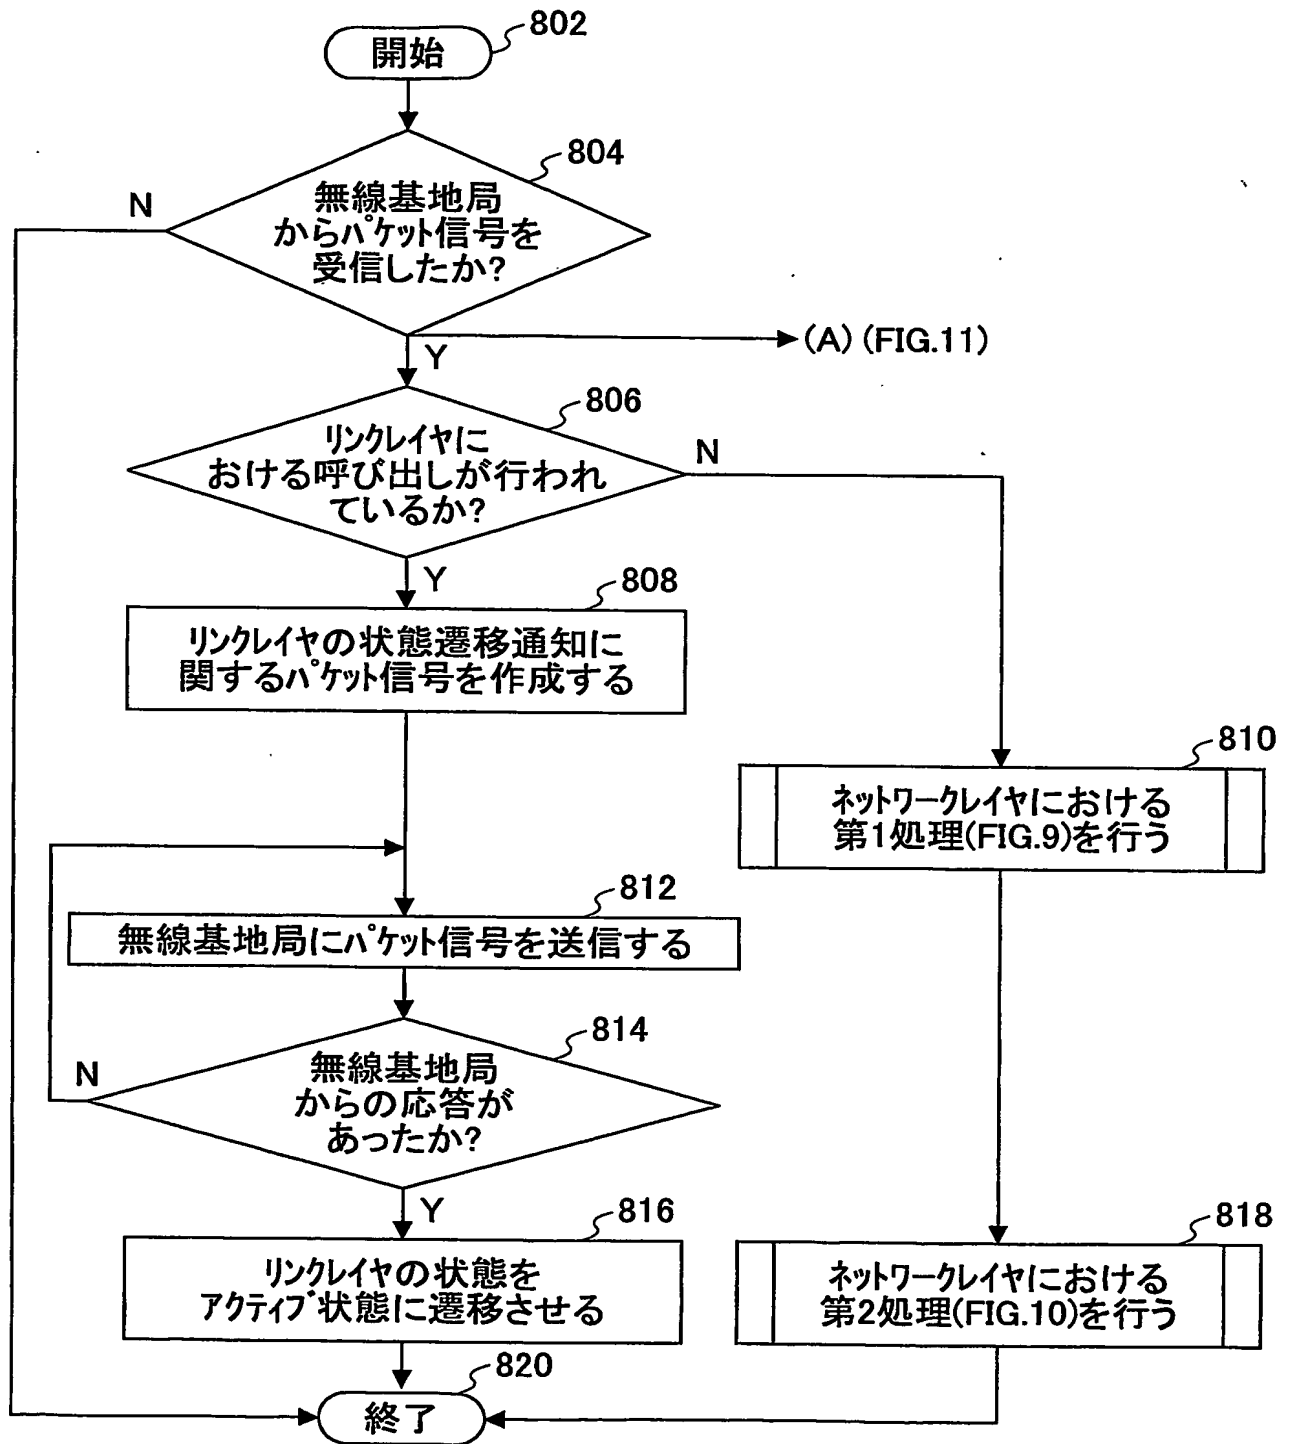 802
開始
804
無線基地局
からパケット信号を
受信したか?
N
(A) (FIG.11)
Y
806
リンクレイヤに
おける呼び出しが行われ
ているか?
N
Y
808
リンクレイヤの状態遷移通知に
関するパケット信号を作成する
810
ネットワークレイヤにおける
第1処理(FIG.9)を行う
812
無線基地局にパケット信号を送信する
814
無線基地局
からの応答が
あったか?
N
Y
816
リンクレイヤの状態を
アクティブ状態に遷移させる
818
ネットワークレイヤにおける
第2処理(FIG.10)を行う
820
終了